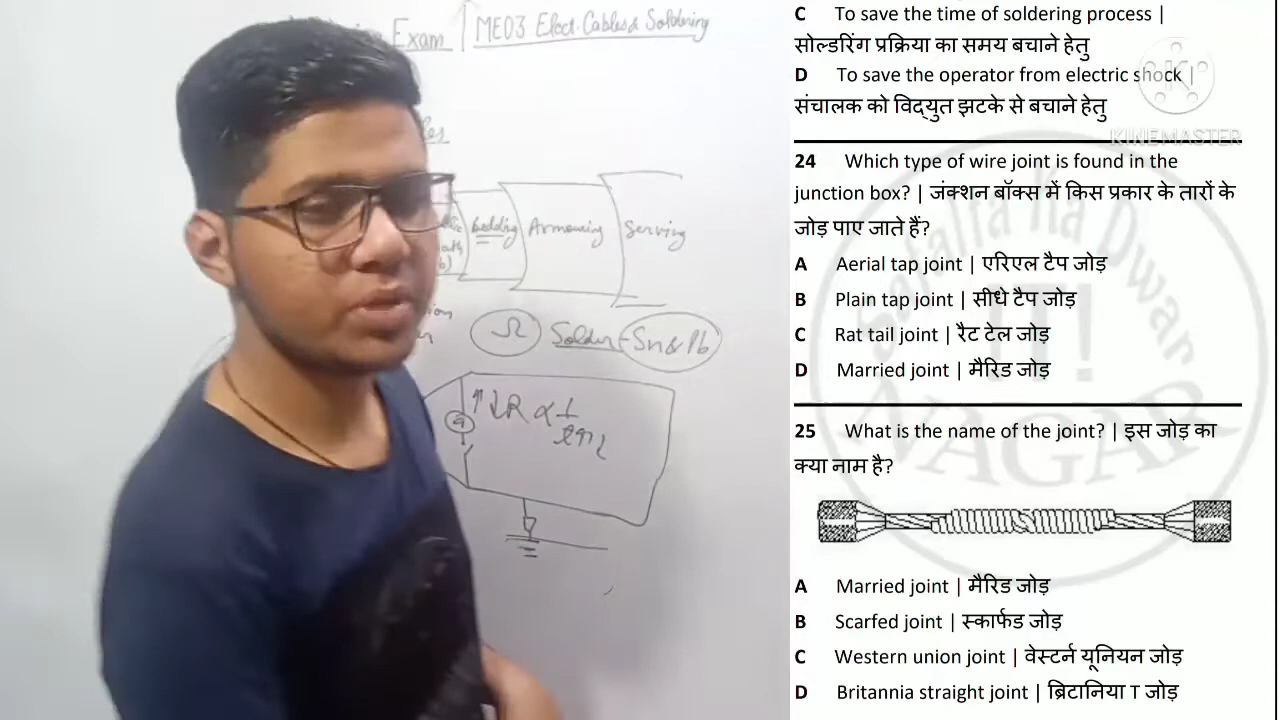 Exam ME03 Elect. Cables & Soldering
bedding Armouring Serving
Ω Solder - Sn & Pb
↑ ↓ R ∝ 1
C To save the time of soldering process |
सोल्डरिंग प्रक्रिया का समय बचाने हेतु
D To save the operator from electric shock |
संचालक को विद्युत झटके से बचाने हेतु
KINEMASTER
24 Which type of wire joint is found in the
junction box? | जंक्शन बॉक्स में किस प्रकार के तारों के
जोड़ पाए जाते हैं?
A Aerial tap joint | एरिएल टैप जोड़
B Plain tap joint | सीधे टैप जोड़
C Rat tail joint | रैट टेल जोड़
D Married joint | मैरिड जोड़
25 What is the name of the joint? | इस जोड़ का
क्या नाम है?
A Married joint | मैरिड जोड़
B Scarfed joint | स्कार्फड जोड़
C Western union joint | वेस्टर्न यूनियन जोड़
D Britannia straight joint | ब्रिटानिया T जोड़